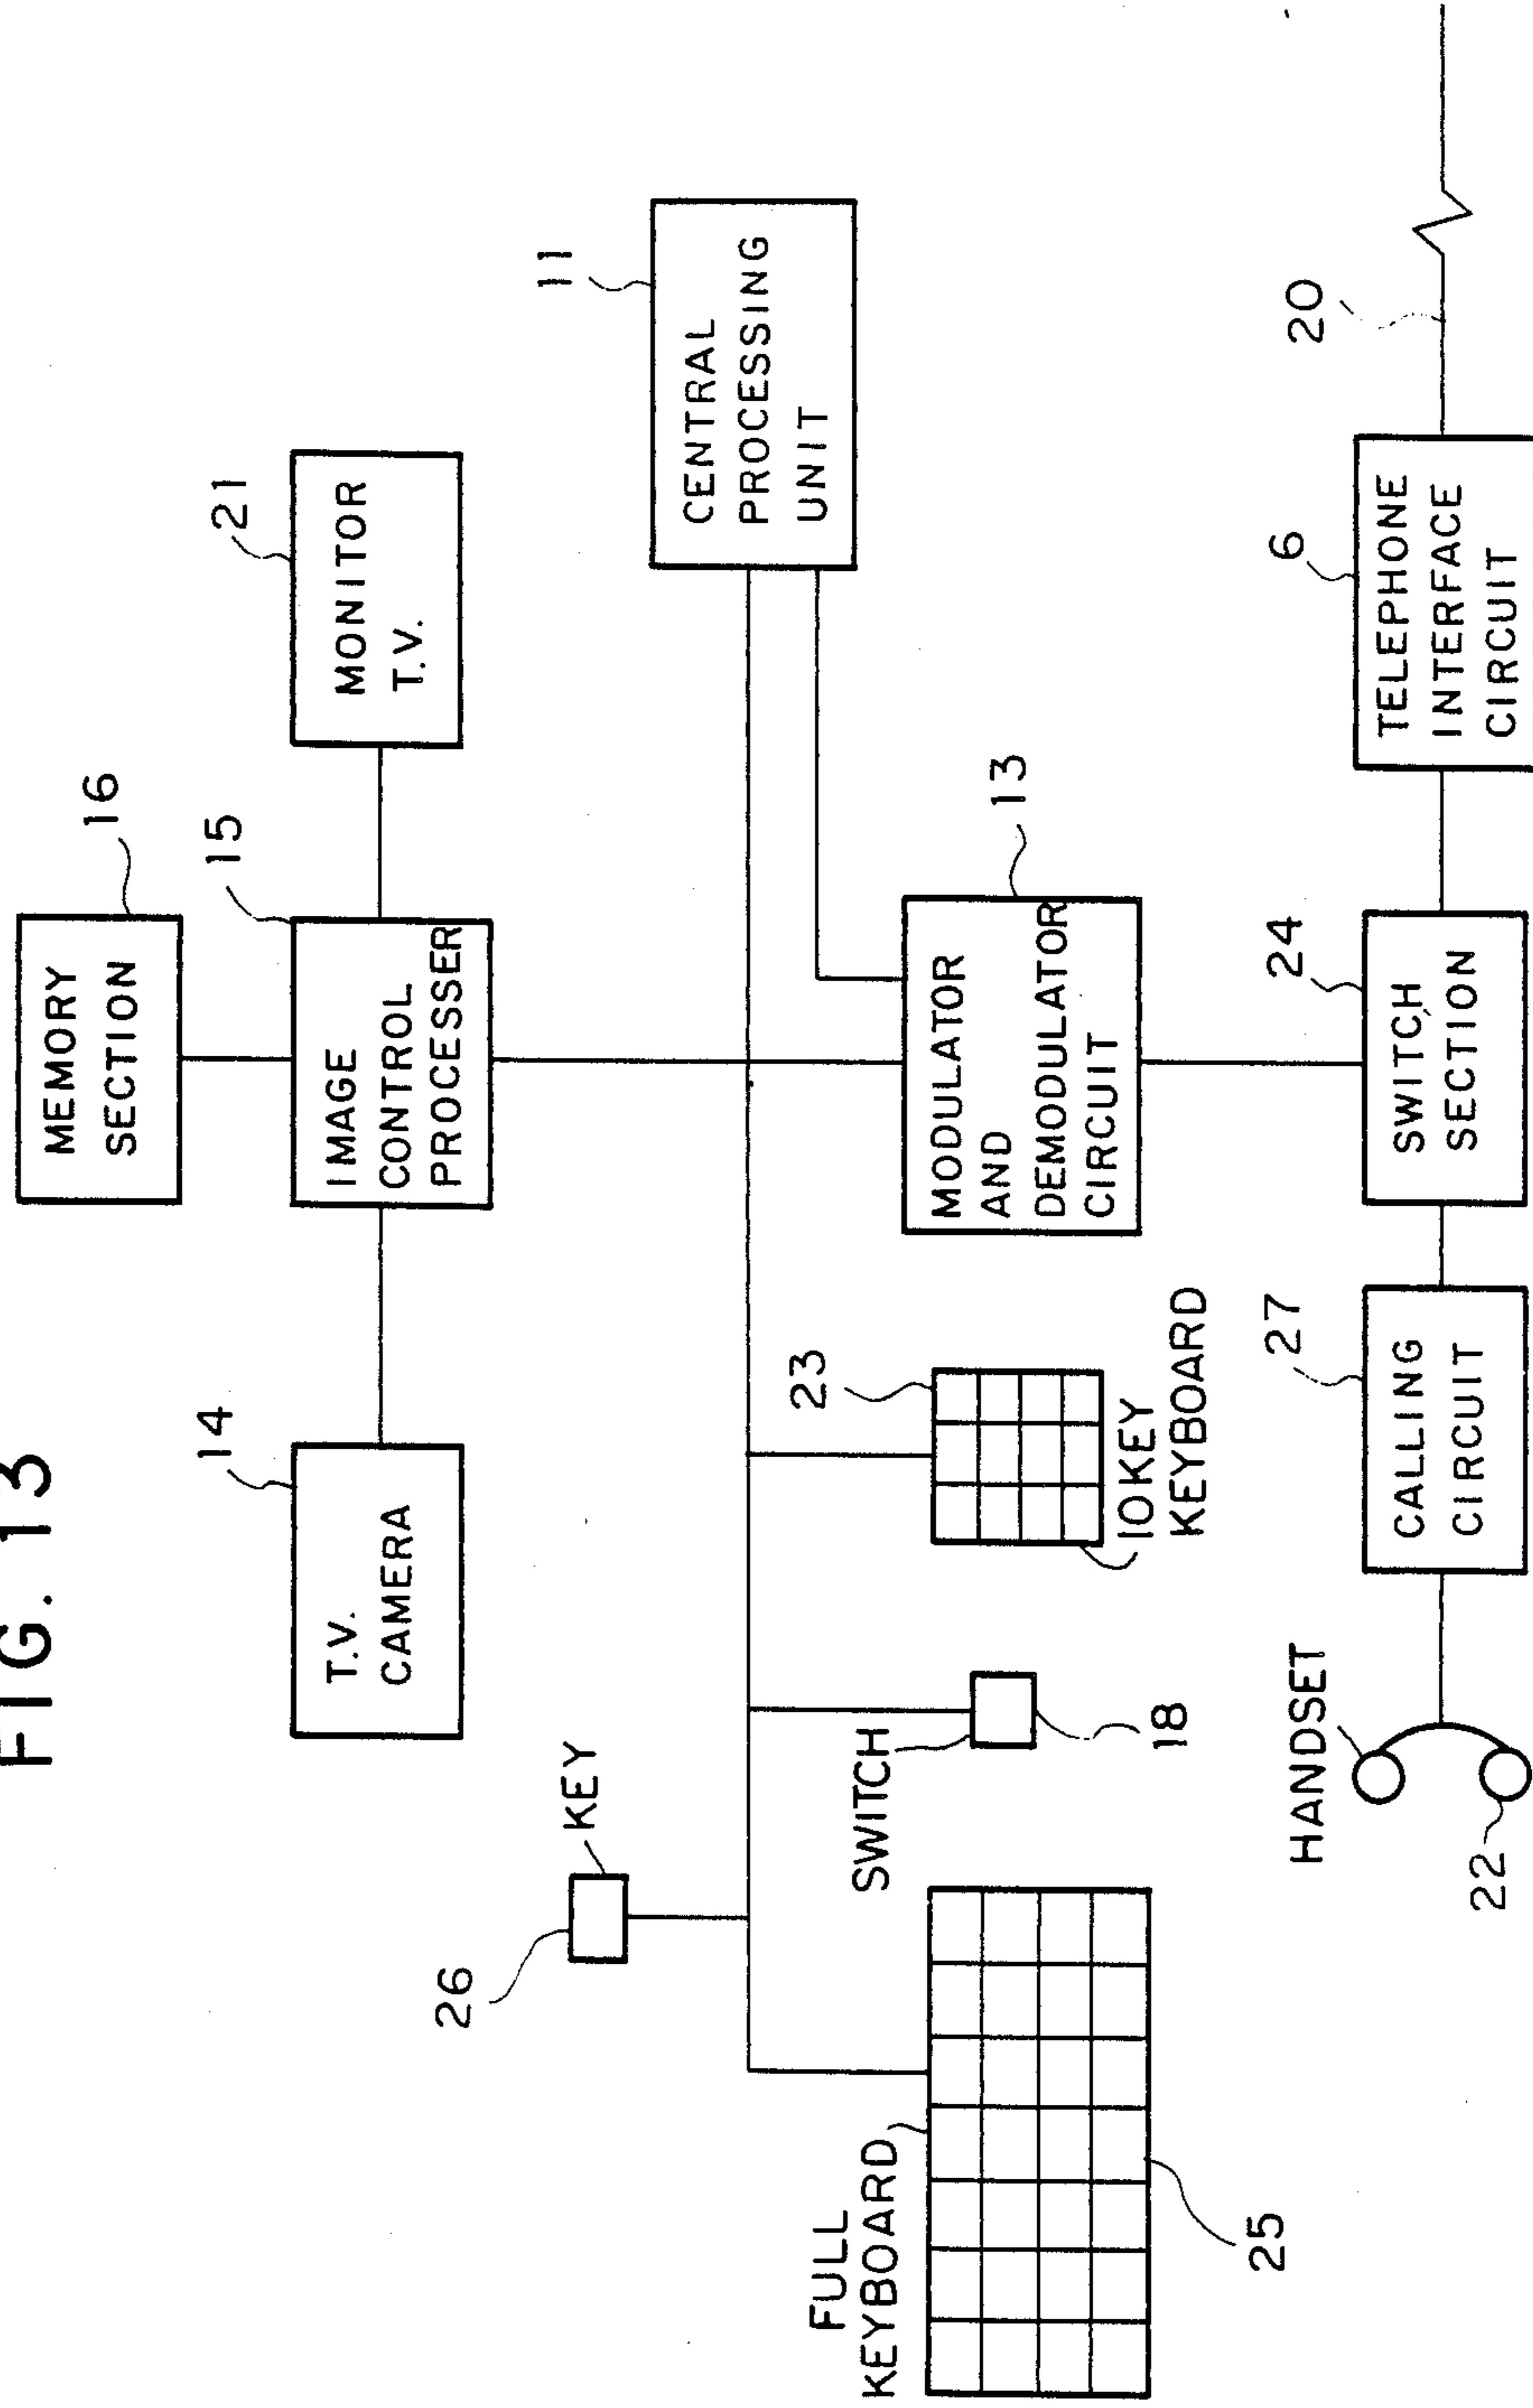 FIG. 13
MEMORY
SECTION
16
T.V.
CAMERA
14
IMAGE
CONTROL
PROCESSER
15
MONITOR
T.V.
21
26
KEY
CENTRAL
PROCESSING
UNIT
11
FULL
KEYBOARD
25
SWITCH
18
23
10KEY
KEYBOARD
MODULATOR
AND
DEMODULATOR
CIRCUIT
13
HANDSET
22
CALLING
CIRCUIT
27
SWITCH
SECTION
24
TELEPHONE
INTERFACE
CIRCUIT
6
20